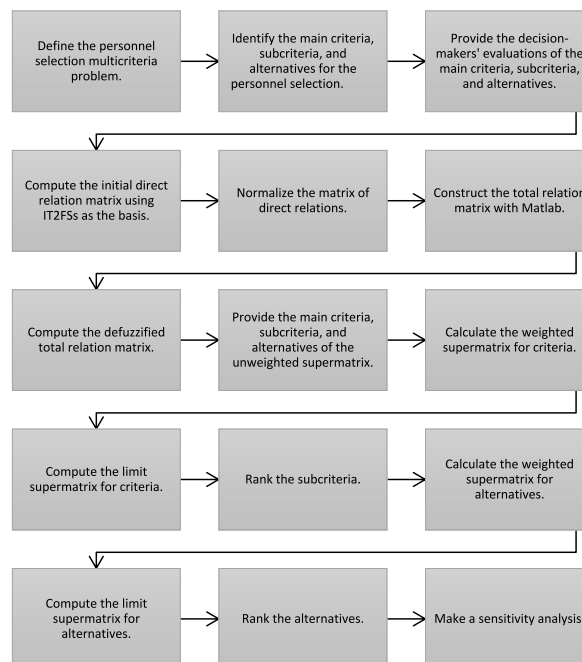 Define the personnel
selection multicriteria
problem.
Identify the main criteria,
subcriteria, and
alternatives for the
personnel selection.
Provide the decision-
makers' evaluations of the
main criteria, subcriteria,
and alternatives.
Compute the initial direct
relation matrix using
IT2FSs as the basis.
Normalize the matrix of
direct relations.
Construct the total relation
matrix with Matlab.
Compute the defuzzified
total relation matrix.
Provide the main criteria,
subcriteria, and
alternatives of the
unweighted supermatrix.
Calculate the weighted
supermatrix for criteria.
Compute the limit
supermatrix for criteria.
Rank the subcriteria.
Calculate the weighted
supermatrix for
alternatives.
Compute the limit
supermatrix for
alternatives.
Rank the alternatives.
Make a sensitivity analysis